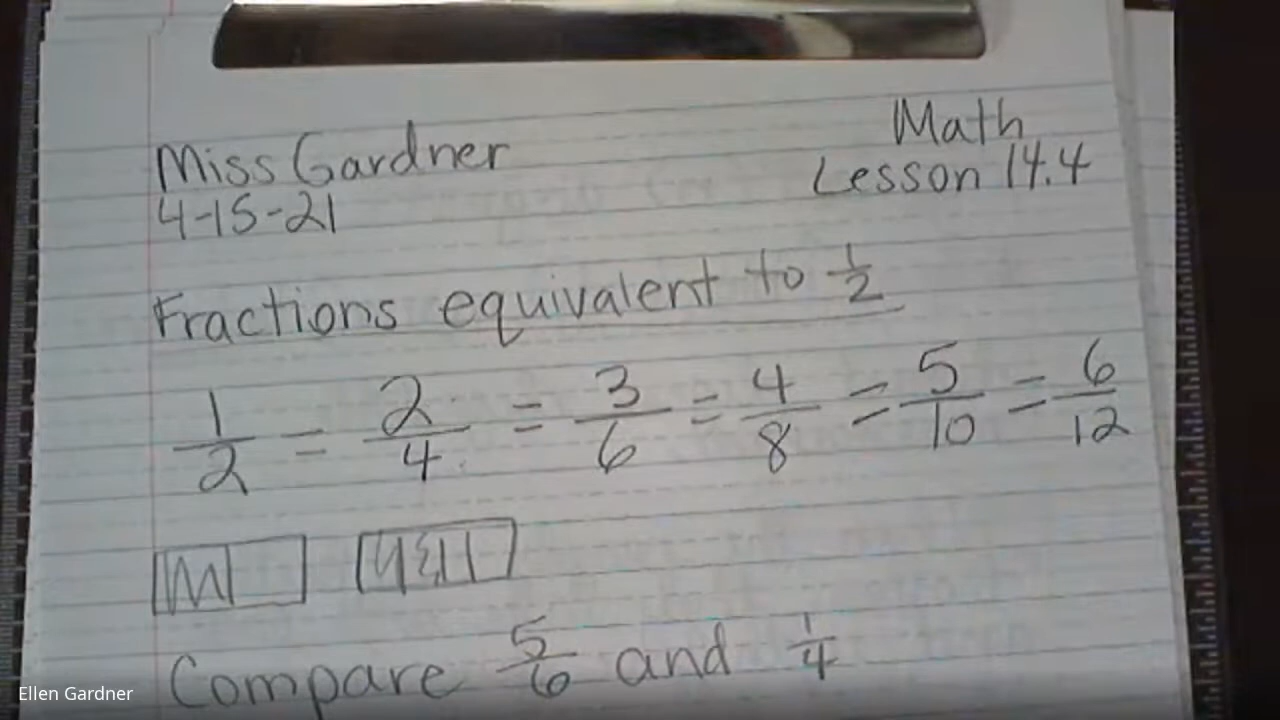 Miss Gardner
4-15-21
Math
Lesson 14.4
Fractions equivalent to 1/2
1/2 = 2/4 = 3/6 = 4/8 = 5/10 = 6/12
Compare 5/6 and 1/4
Ellen Gardner